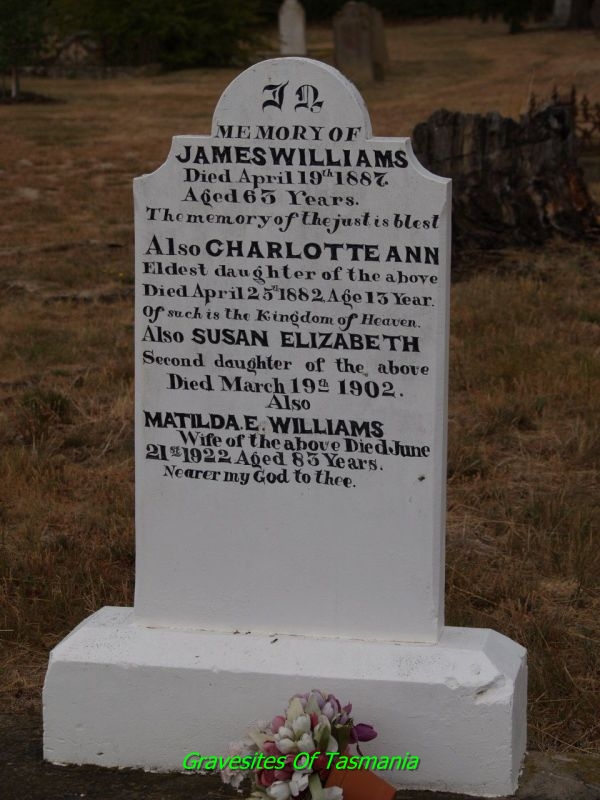 IN
MEMORY OF
JAMES WILLIAMS
Died April 19th 1887.
Aged 63 Years.
The memory of the just is blest
Also CHARLOTTE ANN
Eldest daughter of the above
Died April 25th 1882, Age 13 Year.
Of such is the Kingdom of Heaven.
Also SUSAN ELIZABETH
Second daughter of the above
Died March 19th 1902.
Also
MATILDA.E. WILLIAMS
Wife of the above Died June
21st 1922 Aged 83 Years.
Nearer my God to thee.
Gravesites Of Tasmania